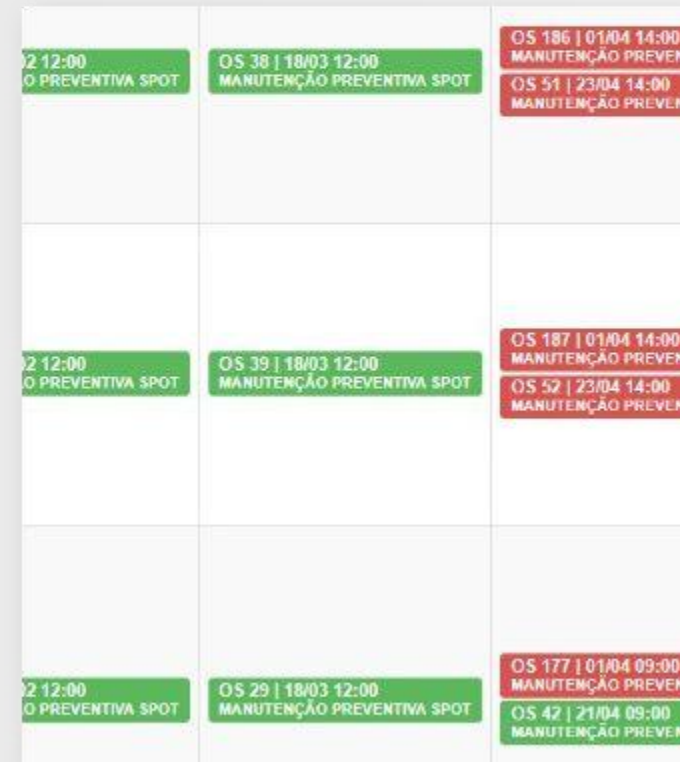 02 12:00
O PREVENTIVA SPOT
OS 38 | 18/03 12:00
MANUTENÇÃO PREVENTIVA SPOT
OS 186 | 01/04 14:00
MANUTENÇÃO PREVEN
OS 51 | 23/04 14:00
MANUTENÇÃO PREVEN
02 12:00
O PREVENTIVA SPOT
OS 39 | 18/03 12:00
MANUTENÇÃO PREVENTIVA SPOT
OS 187 | 01/04 14:00
MANUTENÇÃO PREVEN
OS 52 | 23/04 14:00
MANUTENÇÃO PREVEN
02 12:00
O PREVENTIVA SPOT
OS 29 | 18/03 12:00
MANUTENÇÃO PREVENTIVA SPOT
OS 177 | 01/04 09:00
MANUTENÇÃO PREVEN
OS 42 | 21/04 09:00
MANUTENÇÃO PREVEN